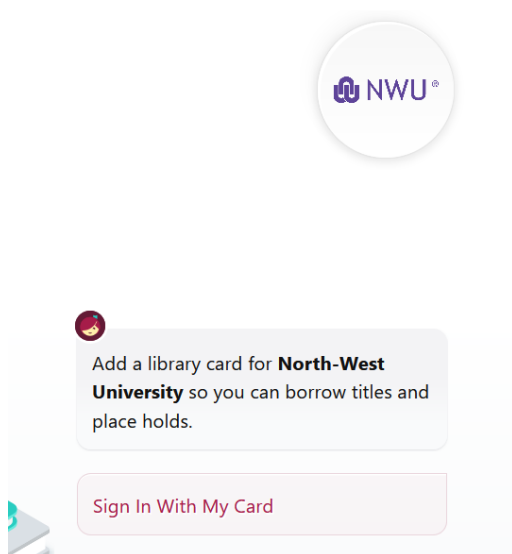 NWU®
Add a library card for North-West
University so you can borrow titles and
place holds.
Sign In With My Card